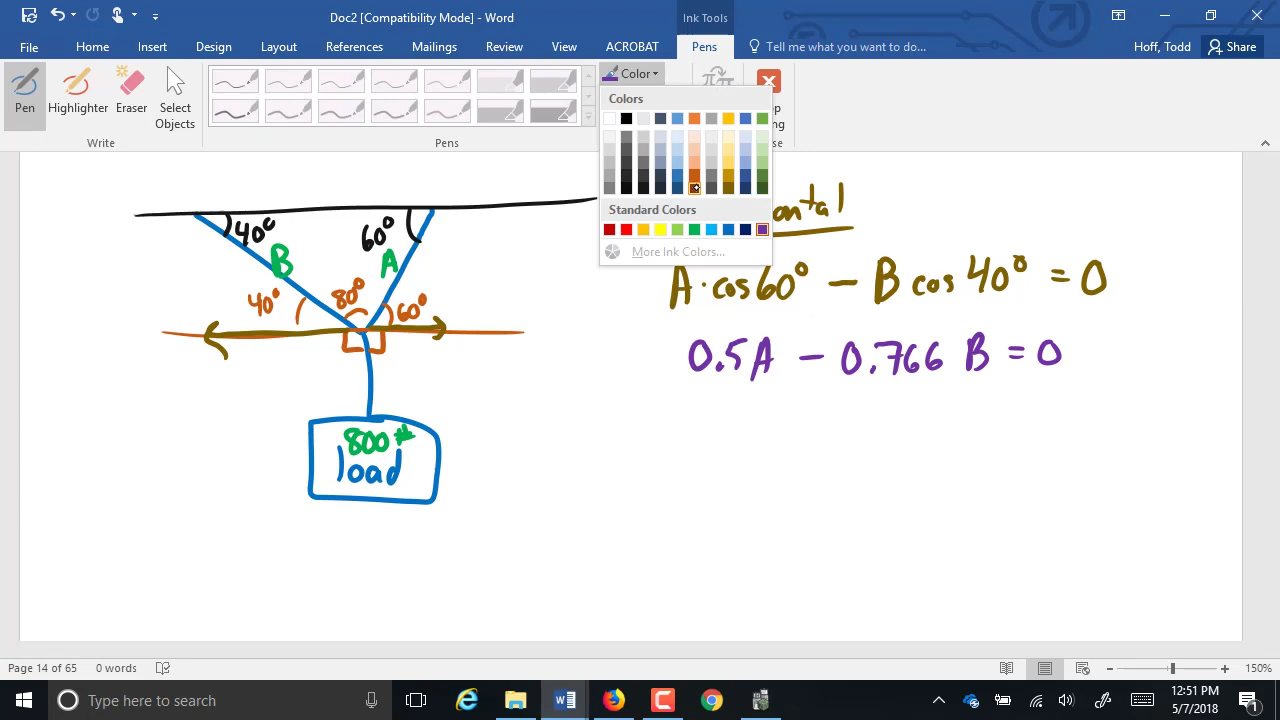 Doc2 [Compatibility Mode] - Word
Ink Tools
File Home Insert Design Layout References Mailings Review View ACROBAT Pens Tell me what you want to do... Hoff, Todd Share
Pen Highlighter Eraser Select Objects
Color
Write
Pens
Colors
Standard Colors
More Ink Colors...
40° 60°
B A
40° 80° 60°
800#
load
A·cos60° - B cos 40° = 0
0.5A - 0.766 B = 0
Page 14 of 65 0 words 150%
Type here to search
12:51 PM
5/7/2018
1